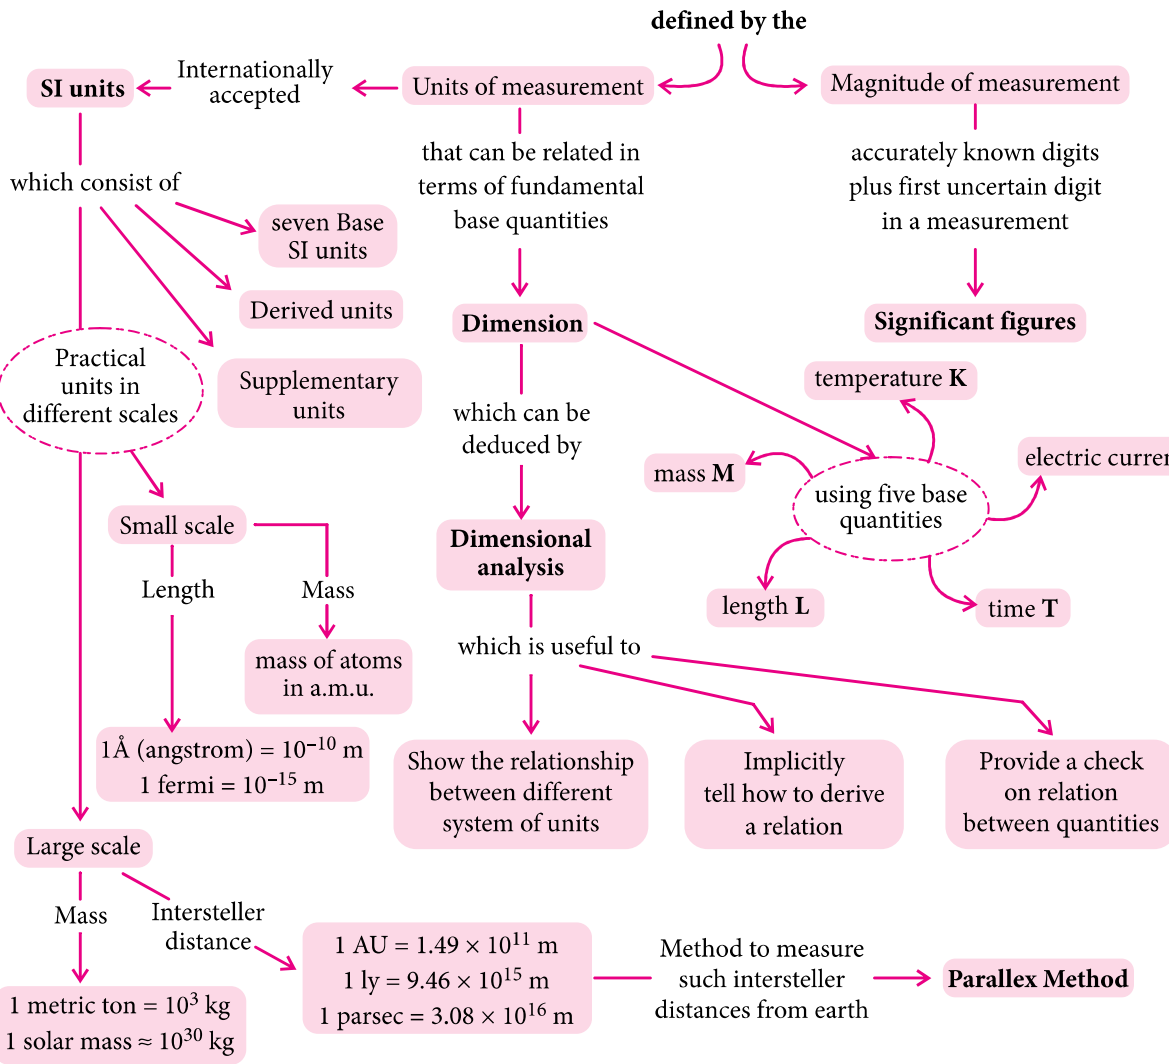 defined by the
SI units
Internationally
accepted
Units of measurement
Magnitude of measurement
which consist of
that can be related in
terms of fundamental
base quantities
accurately known digits
plus first uncertain digit
in a measurement
seven Base
SI units
Derived units
Supplementary
units
Practical
units in
different scales
Dimension
Significant figures
which can be
deduced by
temperature K
mass M
electric curren
using five base
quantities
length L
time T
Small scale
Length
Mass
mass of atoms
in a.m.u.
1Å (angstrom) = 10⁻¹⁰ m
1 fermi = 10⁻¹⁵ m
Dimensional
analysis
which is useful to
Show the relationship
between different
system of units
Implicitly
tell how to derive
a relation
Provide a check
on relation
between quantities
Large scale
Mass
Intersteller
distance
1 metric ton = 10³ kg
1 solar mass ≈ 10³⁰ kg
1 AU = 1.49 × 10¹¹ m
1 ly = 9.46 × 10¹⁵ m
1 parsec = 3.08 × 10¹⁶ m
Method to measure
such intersteller
distances from earth
Parallex Method